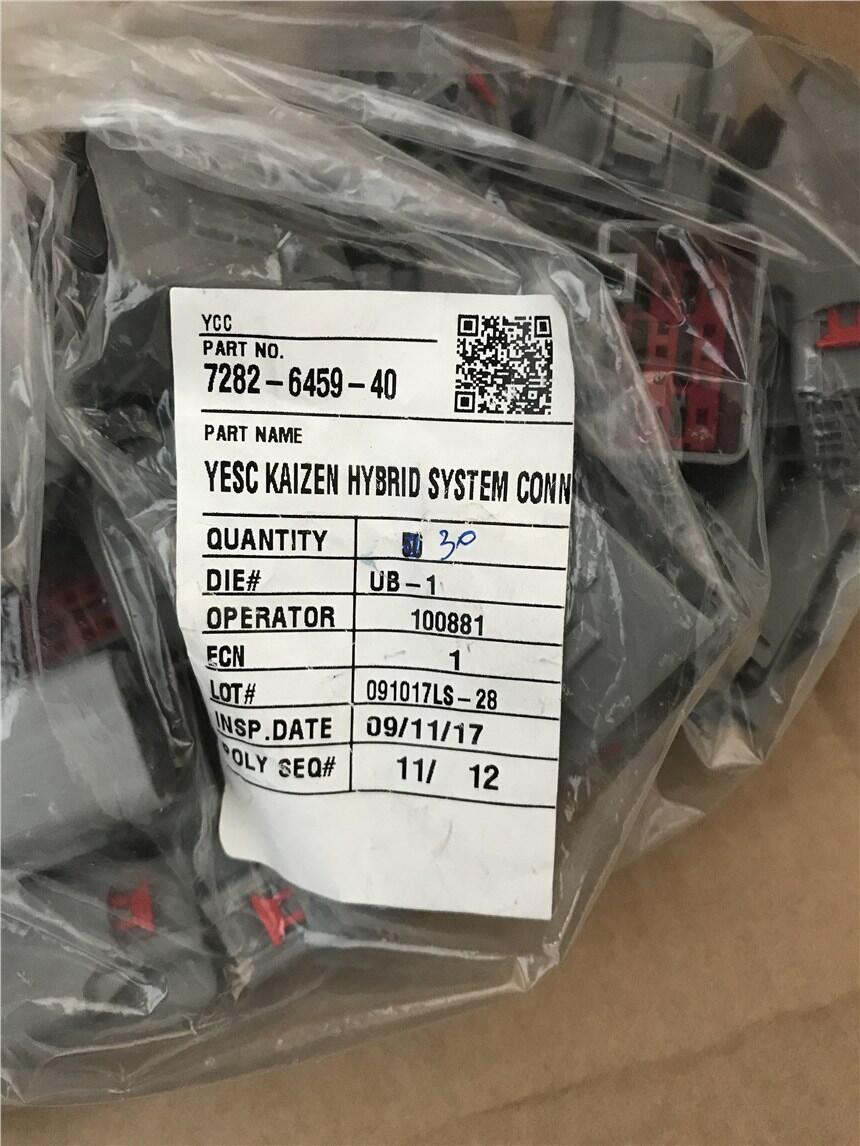 YCC
PART NO.
7282-6459-40
PART NAME
YESC KAIZEN HYBRID SYSTEM CONN
QUANTITY 30
DIE# UB-1
OPERATOR 100881
ECN 1
LOT# 091017LS-28
INSP.DATE 09/11/17
POLY SEQ# 11/ 12